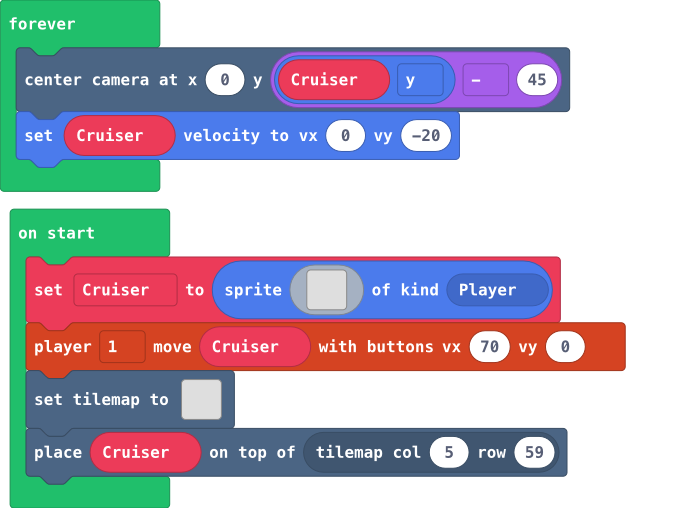 forever
center camera at x 0 y Cruiser y - 45
set Cruiser velocity to vx 0 vy -20
on start
set Cruiser to sprite of kind Player
player 1 move Cruiser with buttons vx 70 vy 0
set tilemap to
place Cruiser on top of tilemap col 5 row 59